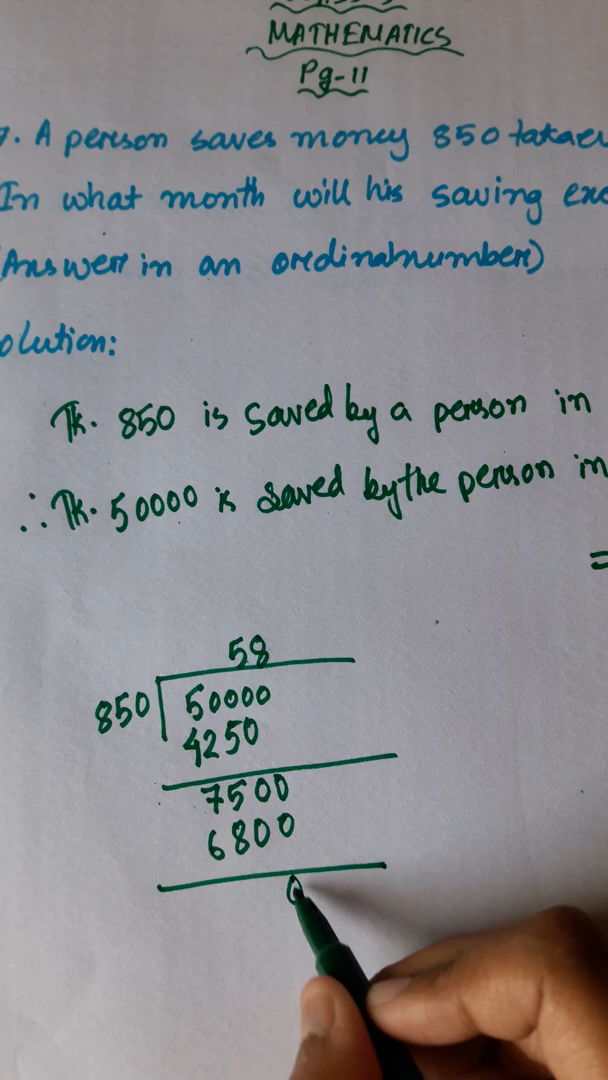 MATHEMATICS
Pg-11
7. A person saves money 850
In what month will his saving
(Answer in an ordinal number)
olution:
Tk. 850 is saved by a person in
∴ Tk. 50000 is saved by the person in
=
58
850 50000
4250
7500
6800
0